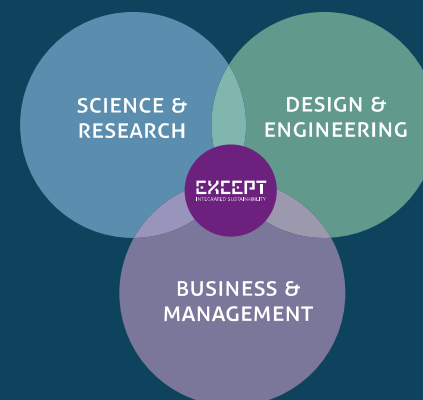 SCIENCE &
RESEARCH
DESIGN &
ENGINEERING
EXCEPT
INTEGRATED SUSTAINABILITY
BUSINESS &
MANAGEMENT